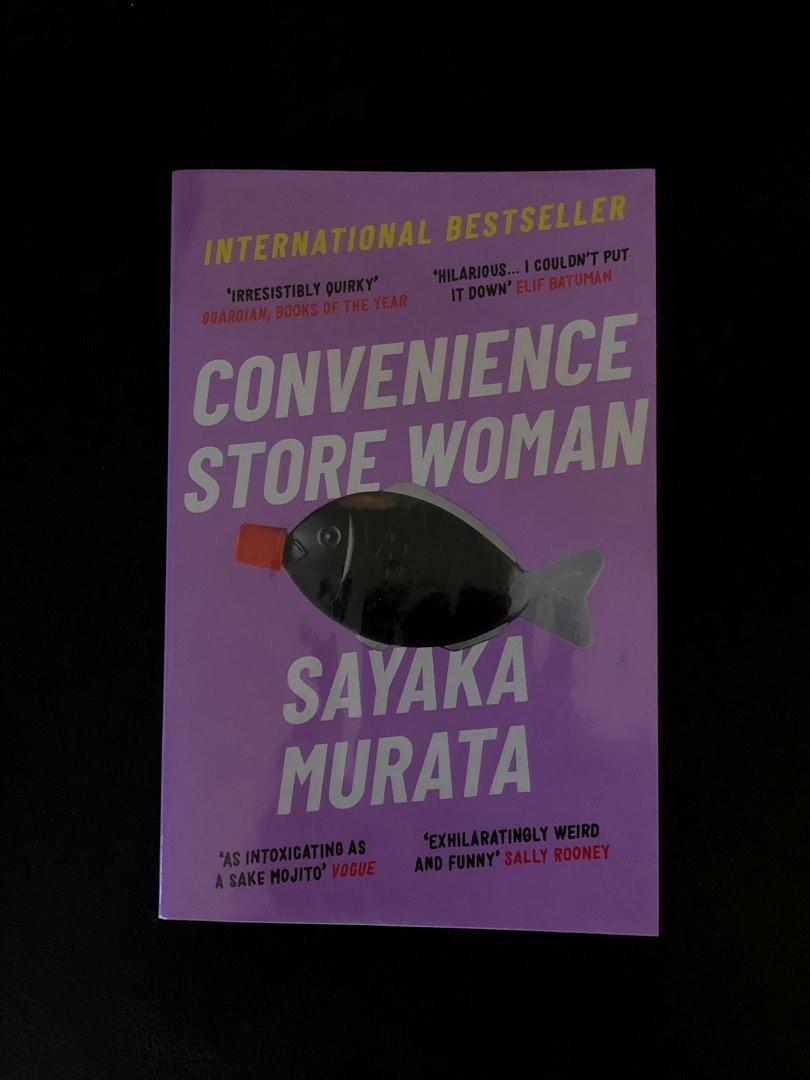 INTERNATIONAL BESTSELLER
‘IRRESISTIBLY QUIRKY’
GUARDIAN, BOOKS OF THE YEAR
‘HILARIOUS... I COULDN’T PUT
IT DOWN’ ELIF BATUMAN
CONVENIENCE
STORE WOMAN
SAYAKA
MURATA
‘AS INTOXICATING AS
A SAKE MOJITO’ VOGUE
‘EXHILARATINGLY WEIRD
AND FUNNY’ SALLY ROONEY